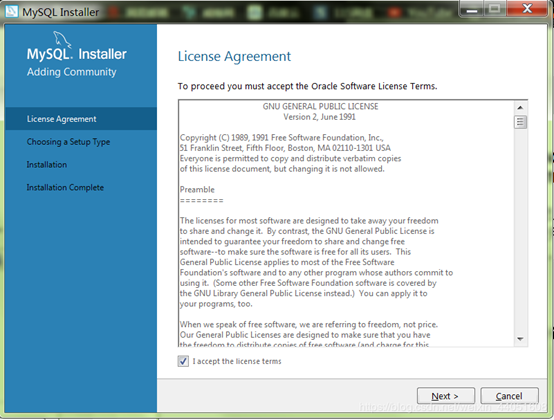 MySQL Installer
MySQL. Installer
Adding Community
License Agreement
Choosing a Setup Type
Installation
Installation Complete
License Agreement
To proceed you must accept the Oracle Software License Terms.
GNU GENERAL PUBLIC LICENSE
Version 2, June 1991
Copyright (C) 1989, 1991 Free Software Foundation, Inc.,
51 Franklin Street, Fifth Floor, Boston, MA 02110-1301 USA
Everyone is permitted to copy and distribute verbatim copies
of this license document, but changing it is not allowed.
Preamble
========
The licenses for most software are designed to take away your freedom
to share and change it. By contrast, the GNU General Public License is
intended to guarantee your freedom to share and change free
software--to make sure the software is free for all its users. This
General Public License applies to most of the Free Software
Foundation's software and to any other program whose authors commit to
using it. (Some other Free Software Foundation software is covered by
the GNU Library General Public License instead.) You can apply it to
your programs, too.
When we speak of free software, we are referring to freedom, not price.
Our General Public Licenses are designed to make sure that you have
the freedom to distribute copies of free software (and charge for this
I accept the license terms
Next >
Cancel